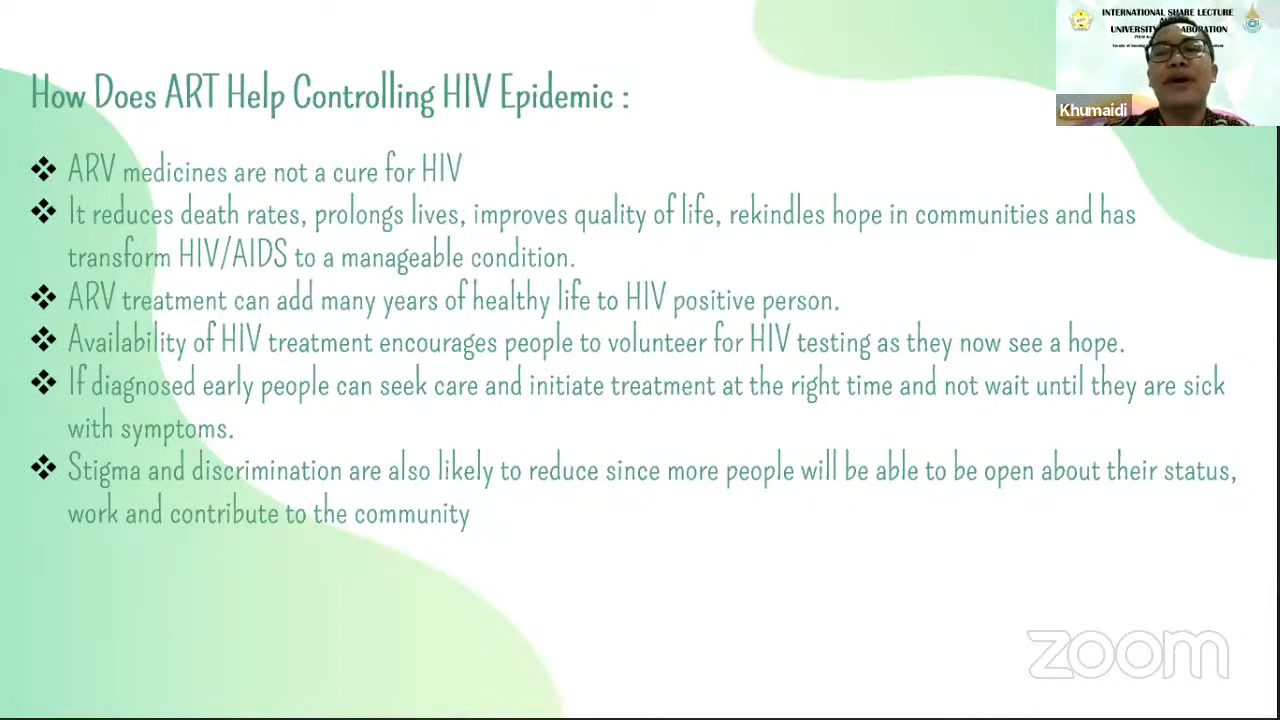 INTERNATIONAL SHARE LECTURE
UNIVERSITY
Khumaidi
How Does ART Help Controlling HIV Epidemic :
❖ ARV medicines are not a cure for HIV
❖ It reduces death rates, prolongs lives, improves quality of life, rekindles hope in communities and has
transform HIV/AIDS to a manageable condition.
❖ ARV treatment can add many years of healthy life to HIV positive person.
❖ Availability of HIV treatment encourages people to volunteer for HIV testing as they now see a hope.
❖ If diagnosed early people can seek care and initiate treatment at the right time and not wait until they are sick
with symptoms.
❖ Stigma and discrimination are also likely to reduce since more people will be able to be open about their status,
work and contribute to the community
zoom